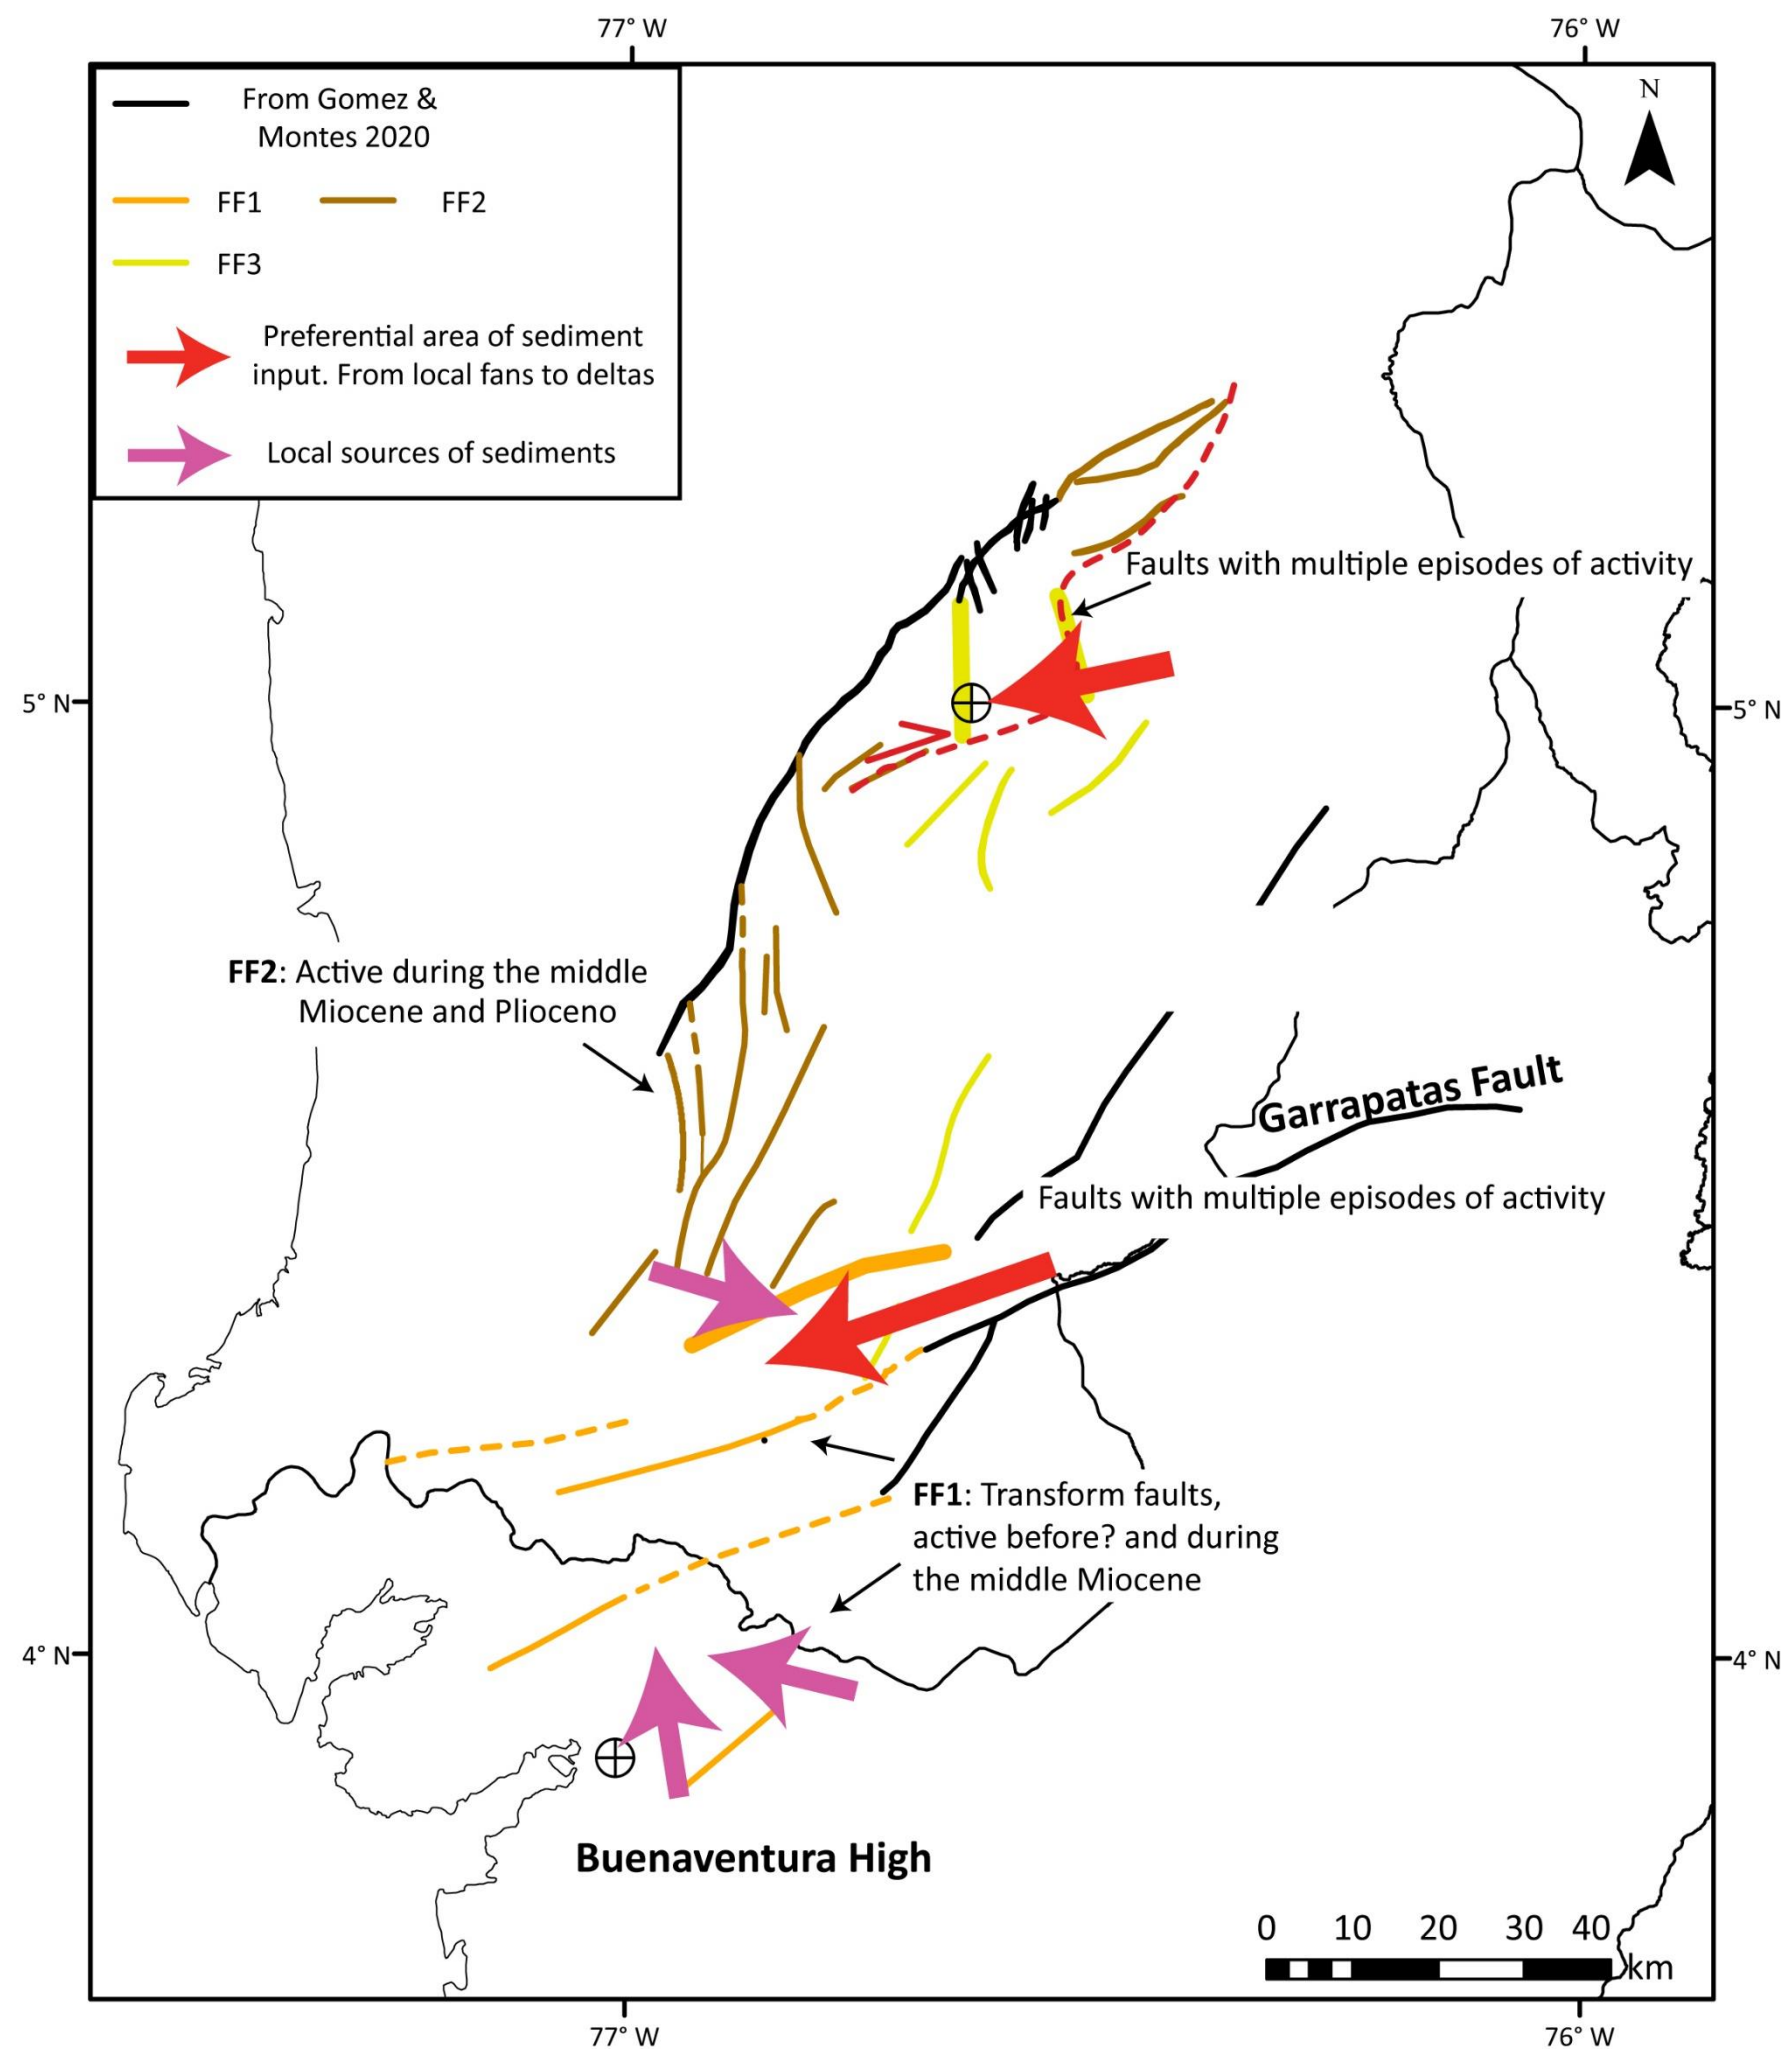 77° W
76° W
From Gomez &
Montes 2020
N
FF1
FF2
FF3
Preferential area of sediment
input. From local fans to deltas
Local sources of sediments
Faults with multiple episodes of activity
5° N
5° N
FF2: Active during the middle
Miocene and Plioceno
Garrapatas Fault
Faults with multiple episodes of activity
FF1: Transform faults,
active before? and during
the middle Miocene
4° N
4° N
Buenaventura High
0 10 20 30 40
km
77° W
76° W